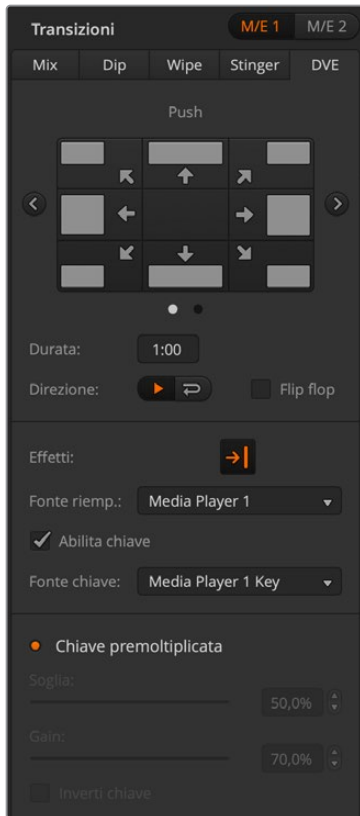 Transizioni M/E 1 M/E 2
Mix Dip Wipe Stinger DVE
Push
Durata: 1:00
Direzione: Flip flop
Effetti:
Fonte riemp.: Media Player 1
Abilita chiave
Fonte chiave: Media Player 1 Key
Chiave premoltiplicata
Soglia:
50,0%
Gain:
70,0%
Inverti chiave